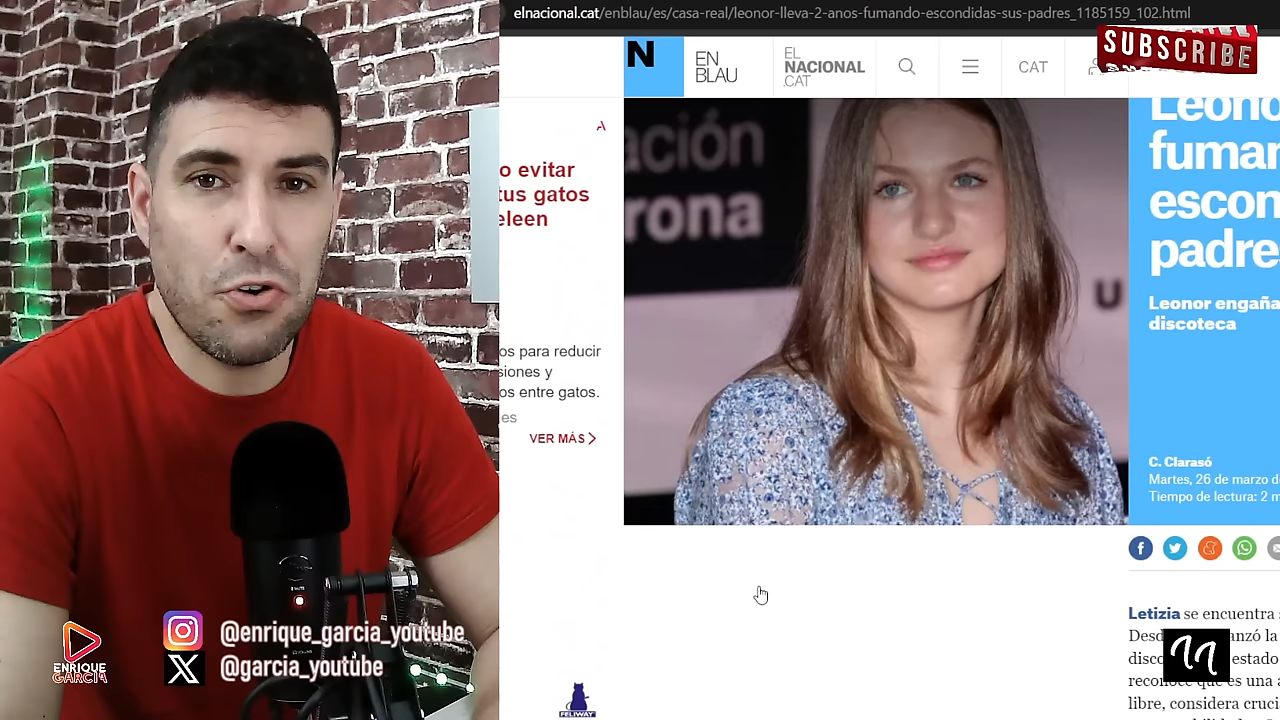 elnacional.cat/enblau/es/casa-real/leonor-lleva-2-anos-fumando-escondidas-sus-padres_1185159_102.html
SUBSCRIBE
N
EN
BLAU
EL
NACIONAL
.CAT
CAT
o evitar
tus gatos
eleen
os para reducir
siones y
os entre gatos.
es
VER MÁS
FELIWAY
ación
rona
U
Leono
fuman
escon
padre
Leonor engaña
discoteca
C. Clarasó
Martes, 26 de marzo d
Tiempo de lectura: 2 m
Letizia se encuentra
Desd anzó la
disco estado
reconoce que es una a
libre, considera cruci
@enrique_garcia_youtube
@garcia_youtube
ENRIQUE
GARCIA